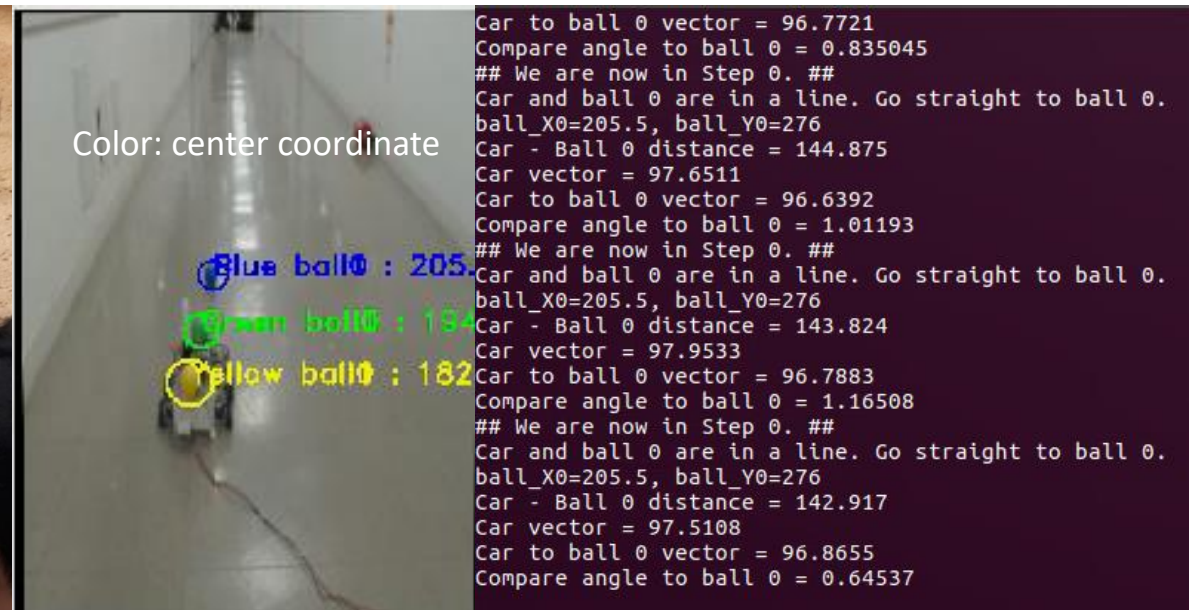 Color: center coordinate
Blue ball0 : 205.
Green ball0 : 194
Yellow ball0 : 182
Car to ball 0 vector = 96.7721
Compare angle to ball 0 = 0.835045
## We are now in Step 0. ##
Car and ball 0 are in a line. Go straight to ball 0.
ball_X0=205.5, ball_Y0=276
Car - Ball 0 distance = 144.875
Car vector = 97.6511
Car to ball 0 vector = 96.6392
Compare angle to ball 0 = 1.01193
## We are now in Step 0. ##
Car and ball 0 are in a line. Go straight to ball 0.
ball_X0=205.5, ball_Y0=276
Car - Ball 0 distance = 143.824
Car vector = 97.9533
Car to ball 0 vector = 96.7883
Compare angle to ball 0 = 1.16508
## We are now in Step 0. ##
Car and ball 0 are in a line. Go straight to ball 0.
ball_X0=205.5, ball_Y0=276
Car - Ball 0 distance = 142.917
Car vector = 97.5108
Car to ball 0 vector = 96.8655
Compare angle to ball 0 = 0.64537